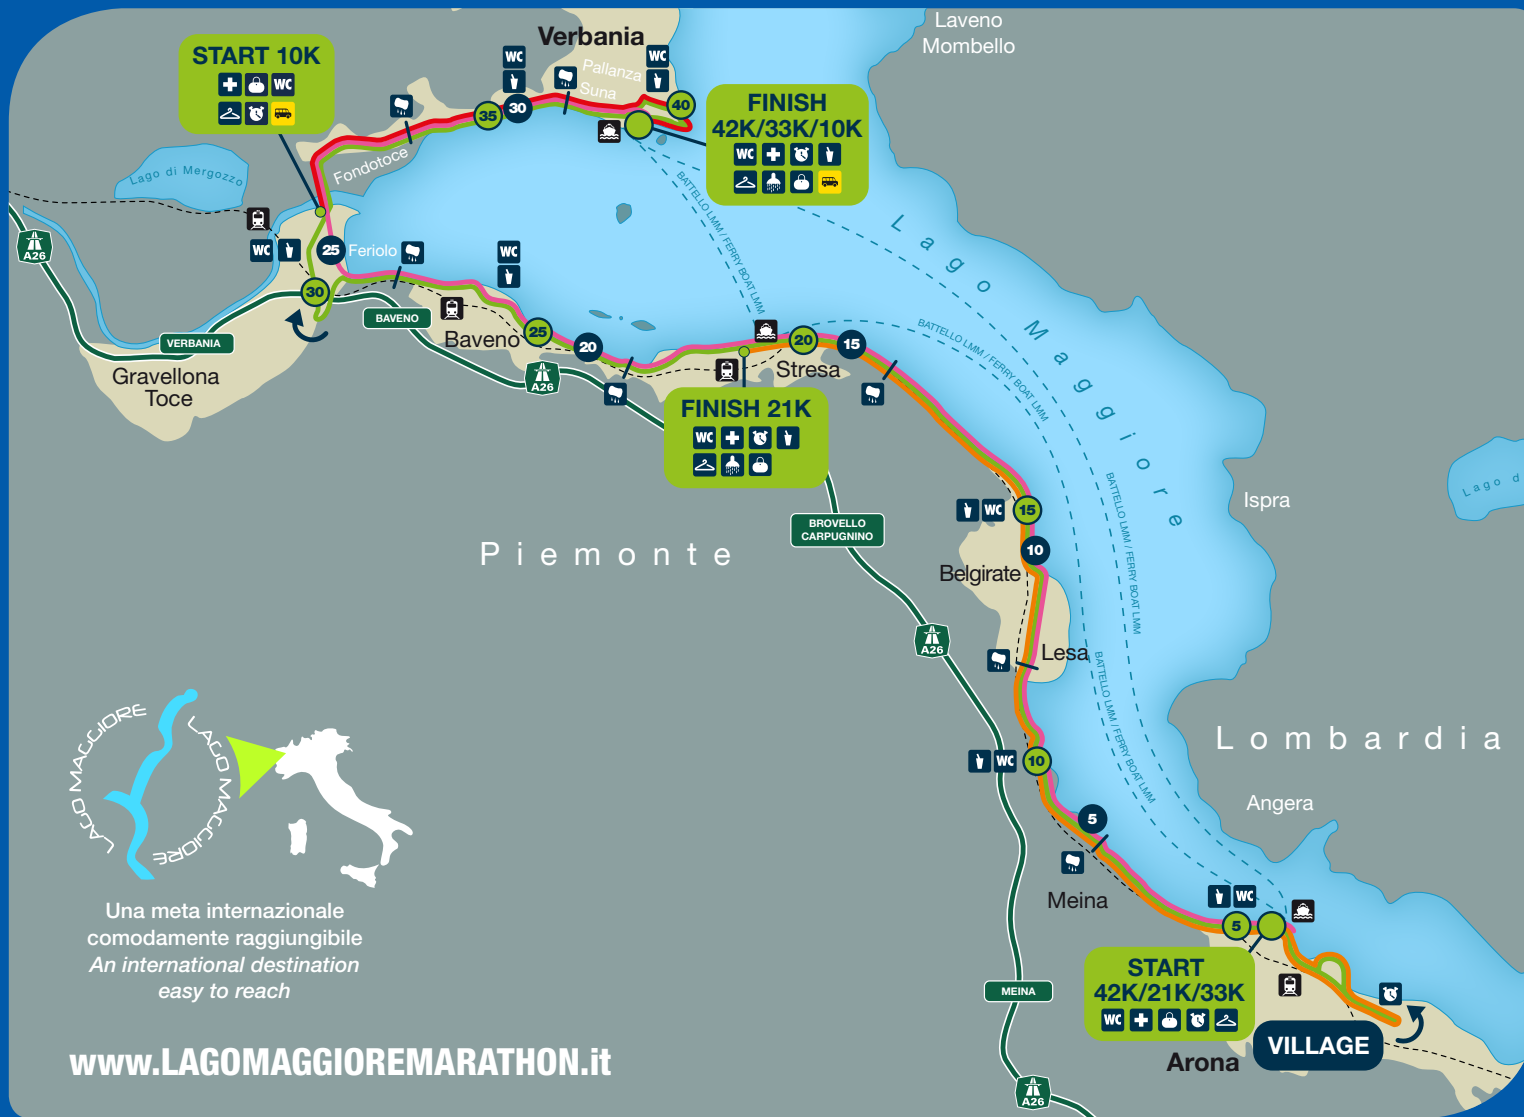 Laveno
Mombello
Verbania
START 10K
WC
WC
WC
Pallanza
Suna
35
30
40
FINISH
42K/33K/10K
WC
Fondotoce
Lago di Mergozzo
BATTELLO LMM / FERRY BOAT LMM
Lago Maggiore
A26
WC
25
Feriolo
WC
30
BAVENO
VERBANIA
Gravellona
Toce
Baveno
25
20
A26
20
15
Stresa
BATTELLO LMM / FERRY BOAT LMM
FINISH 21K
WC
BROVELLO
CARPUGNINO
Piemonte
WC
15
10
Belgirate
BATTELLO LMM / FERRY BOAT LMM
Ispra
Lago d
A26
Lesa
BATTELLO LMM / FERRY BOAT LMM
Lombardia
WC
10
5
Angera
Meina
WC
5
LAGO MAGGIORE
LAGO MAGGIORE
Una meta internazionale
comodamente raggiungibile
An international destination
easy to reach
START
42K/21K/33K
WC
MEINA
VILLAGE
Arona
A26
www.LAGOMAGGIOREMARATHON.it